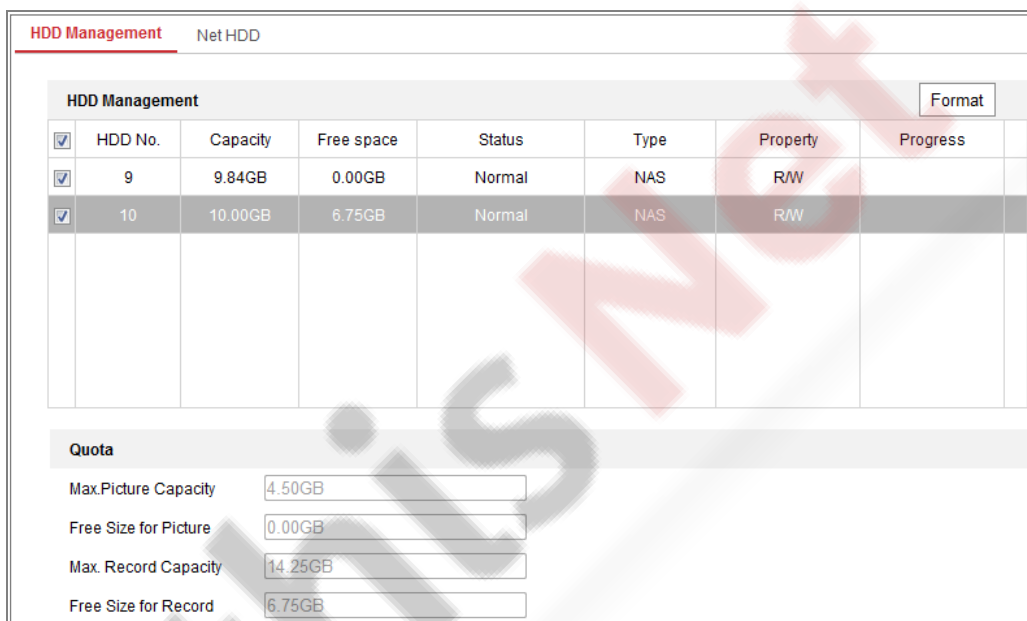 HDD Management Net HDD
HDD Management Format
HDD No. Capacity Free space Status Type Property Progress
9 9.84GB 0.00GB Normal NAS R/W
10 10.00GB 6.75GB Normal NAS R/W
Quota
Max.Picture Capacity 4.50GB
Free Size for Picture 0.00GB
Max. Record Capacity 14.25GB
Free Size for Record 6.75GB
hisNet